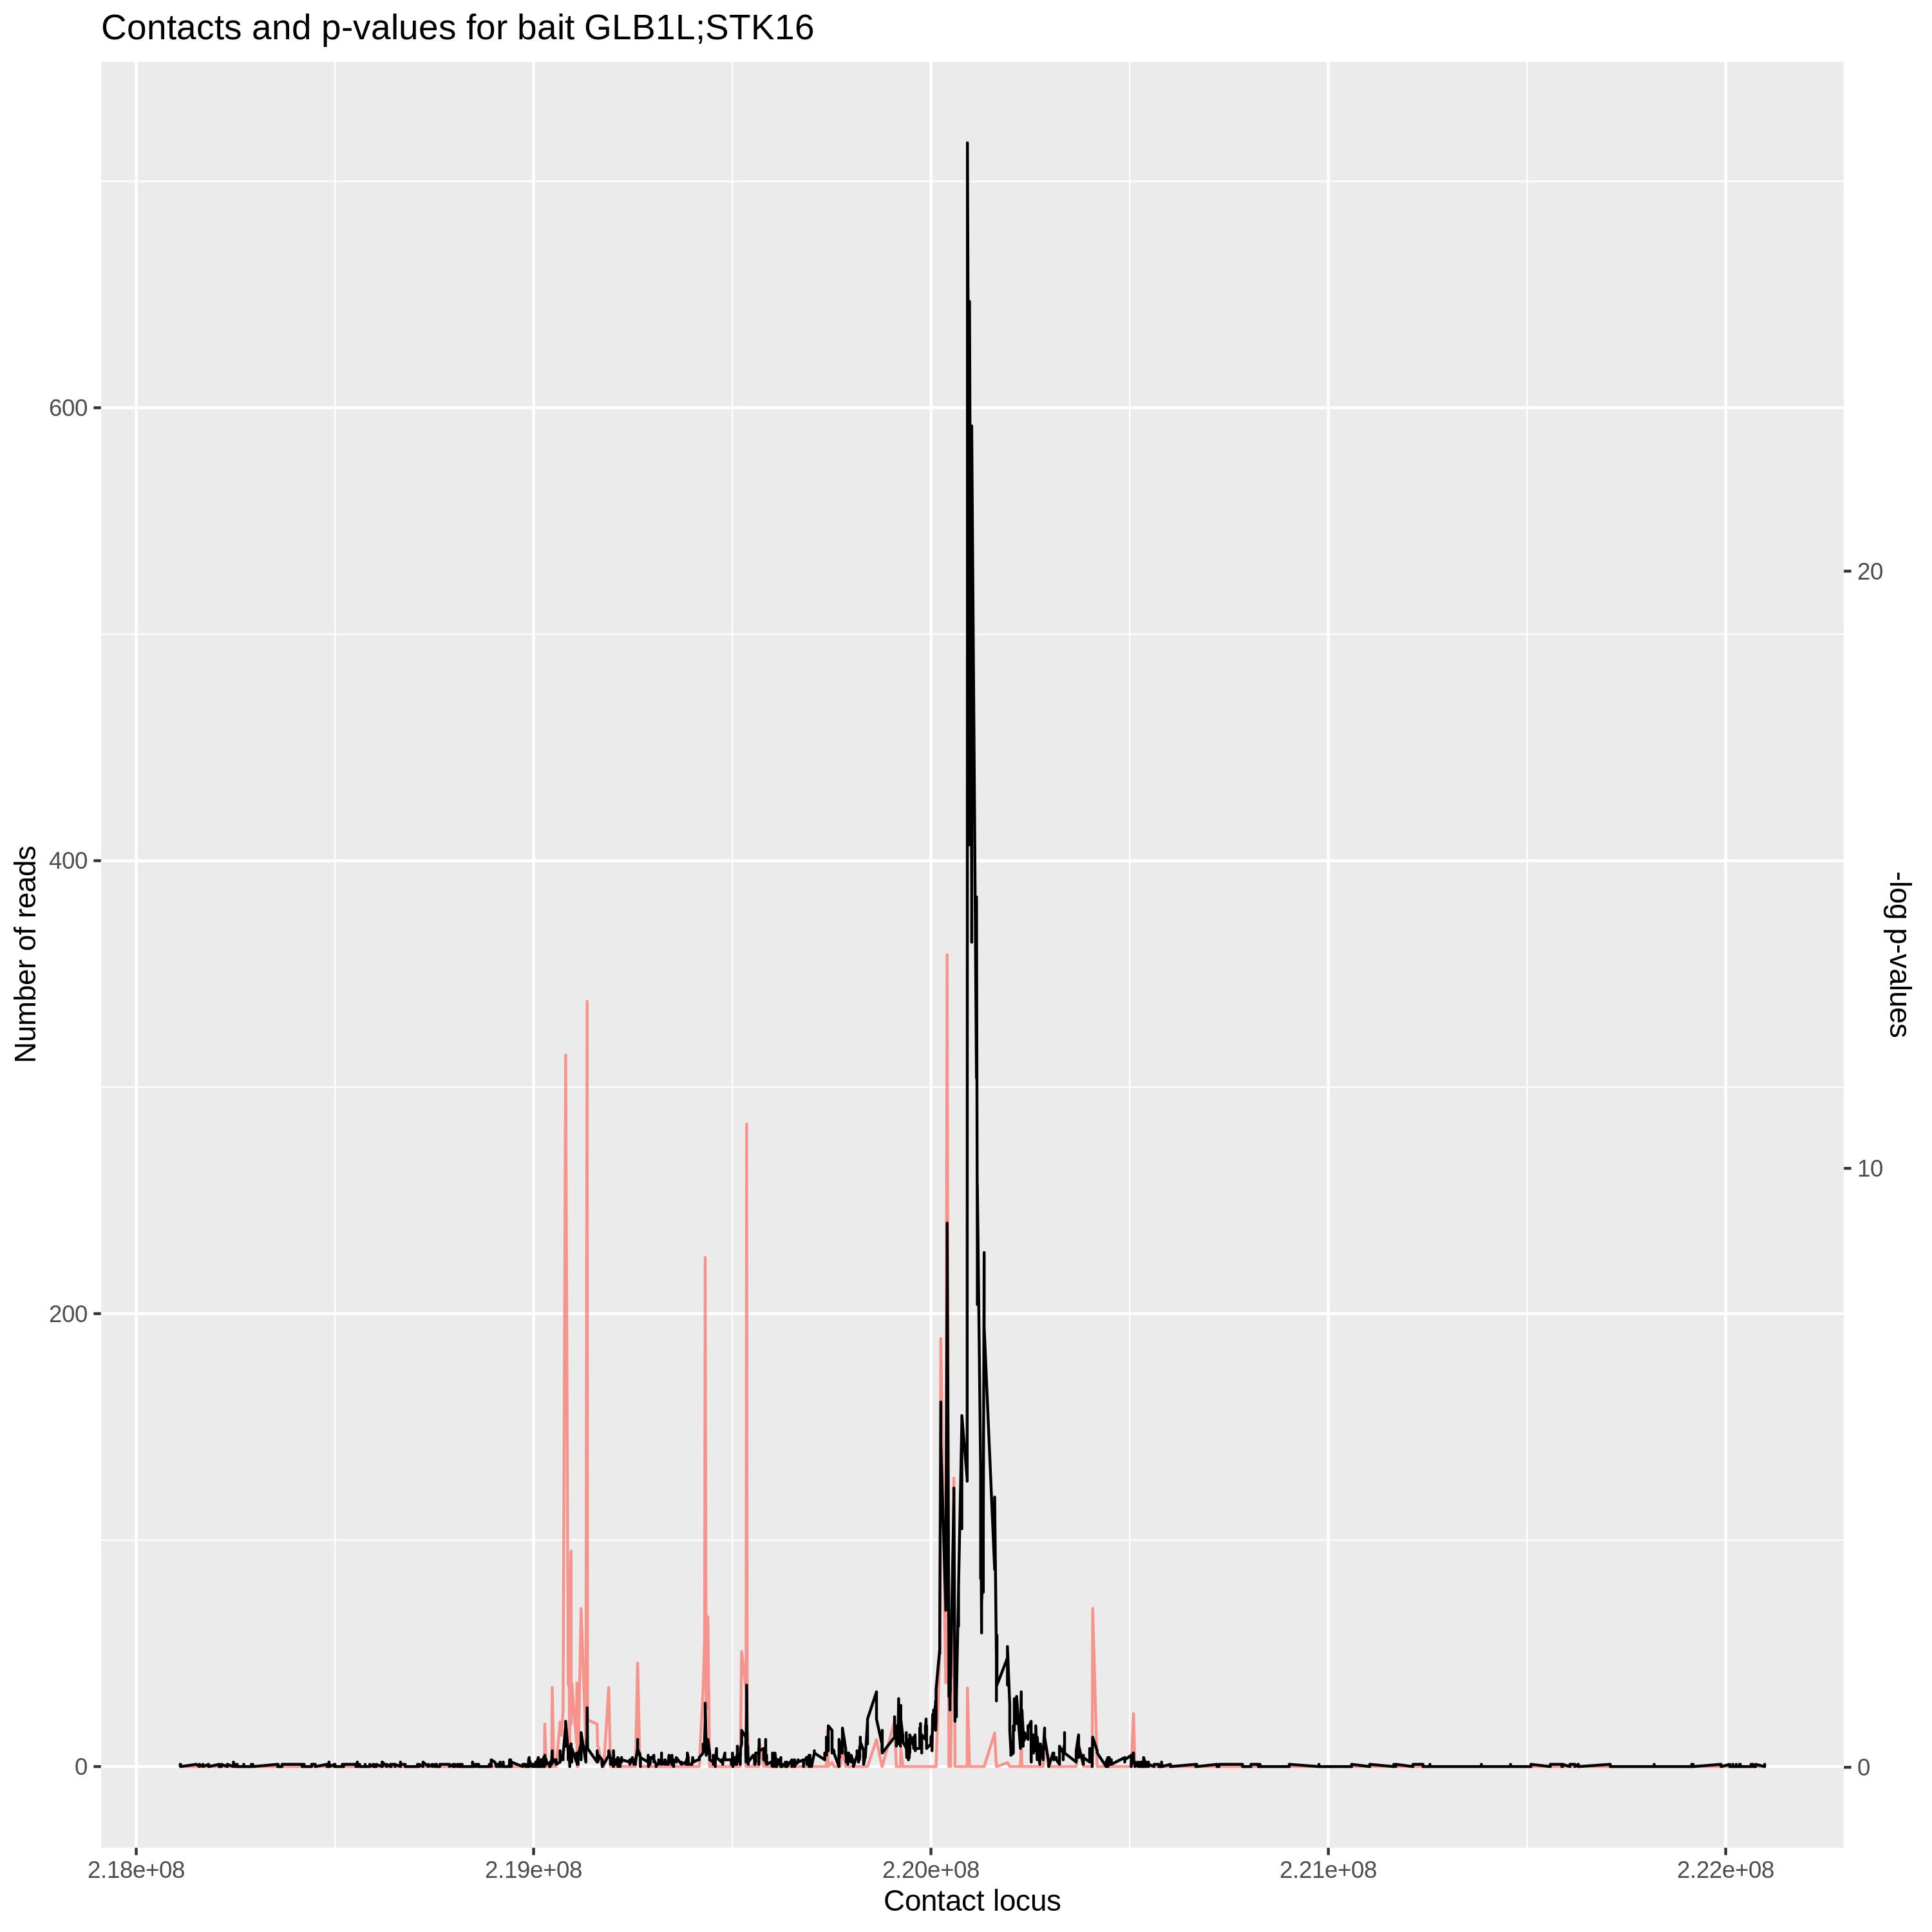 Contacts and p-values for bait GLB1L;STK16
Number of reads
600
400
200
0
20
10
0
-log p-values
2.18e+08
2.19e+08
2.20e+08
2.21e+08
2.22e+08
Contact locus